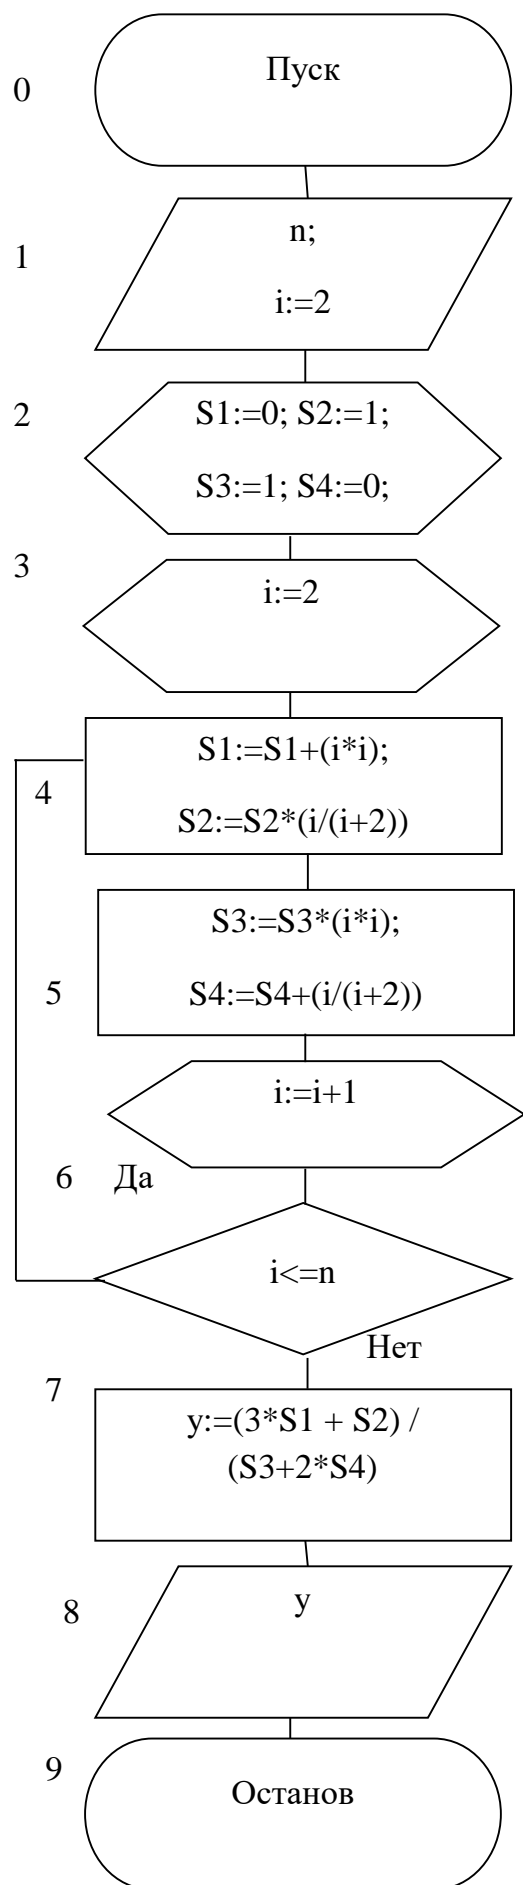 0
Пуск
1
n;
i:=2
2
S1:=0; S2:=1;
S3:=1; S4:=0;
3
i:=2
4
S1:=S1+(i*i);
S2:=S2*(i/(i+2))
5
S3:=S3*(i*i);
S4:=S4+(i/(i+2))
i:=i+1
6 Да
i<=n
Нет
7
y:=(3*S1 + S2) /
(S3+2*S4)
8
y
9
Останов